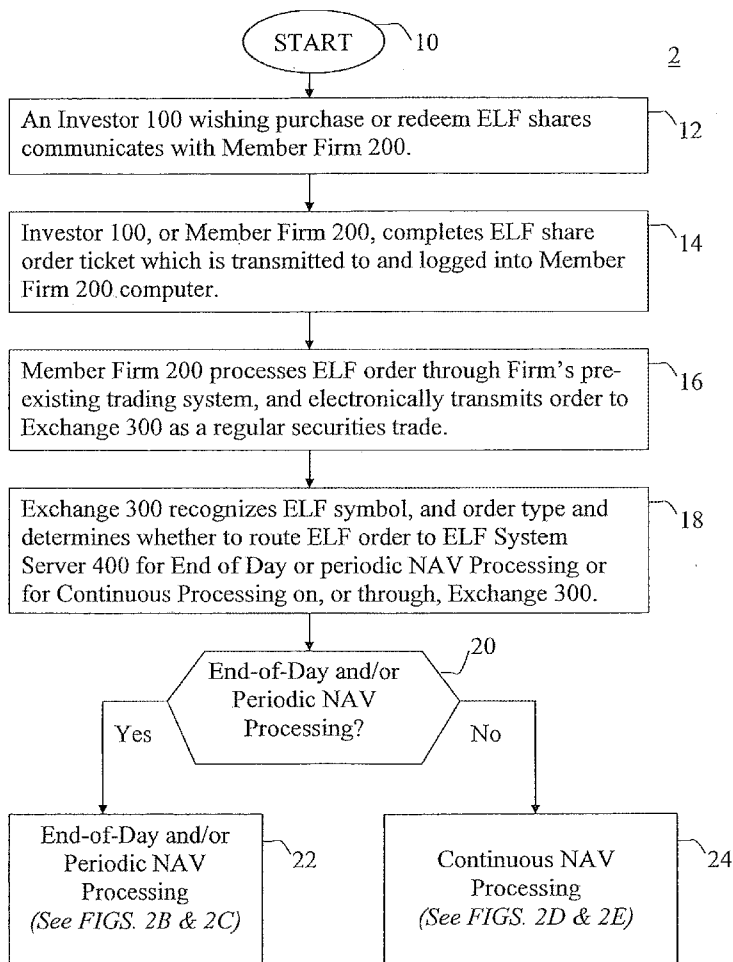 START
10
2
An Investor 100 wishing purchase or redeem ELF shares
communicates with Member Firm 200.
12
Investor 100, or Member Firm 200, completes ELF share
order ticket which is transmitted to and logged into Member
Firm 200 computer.
14
Member Firm 200 processes ELF order through Firm's pre-
existing trading system, and electronically transmits order to
Exchange 300 as a regular securities trade.
16
Exchange 300 recognizes ELF symbol, and order type and
determines whether to route ELF order to ELF System
Server 400 for End of Day or periodic NAV Processing or
for Continuous Processing on, or through, Exchange 300.
18
End-of-Day and/or
Periodic NAV
Processing?
20
Yes
No
End-of-Day and/or
Periodic NAV
Processing
(See FIGS. 2B & 2C)
22
Continuous NAV
Processing
(See FIGS. 2D & 2E)
24